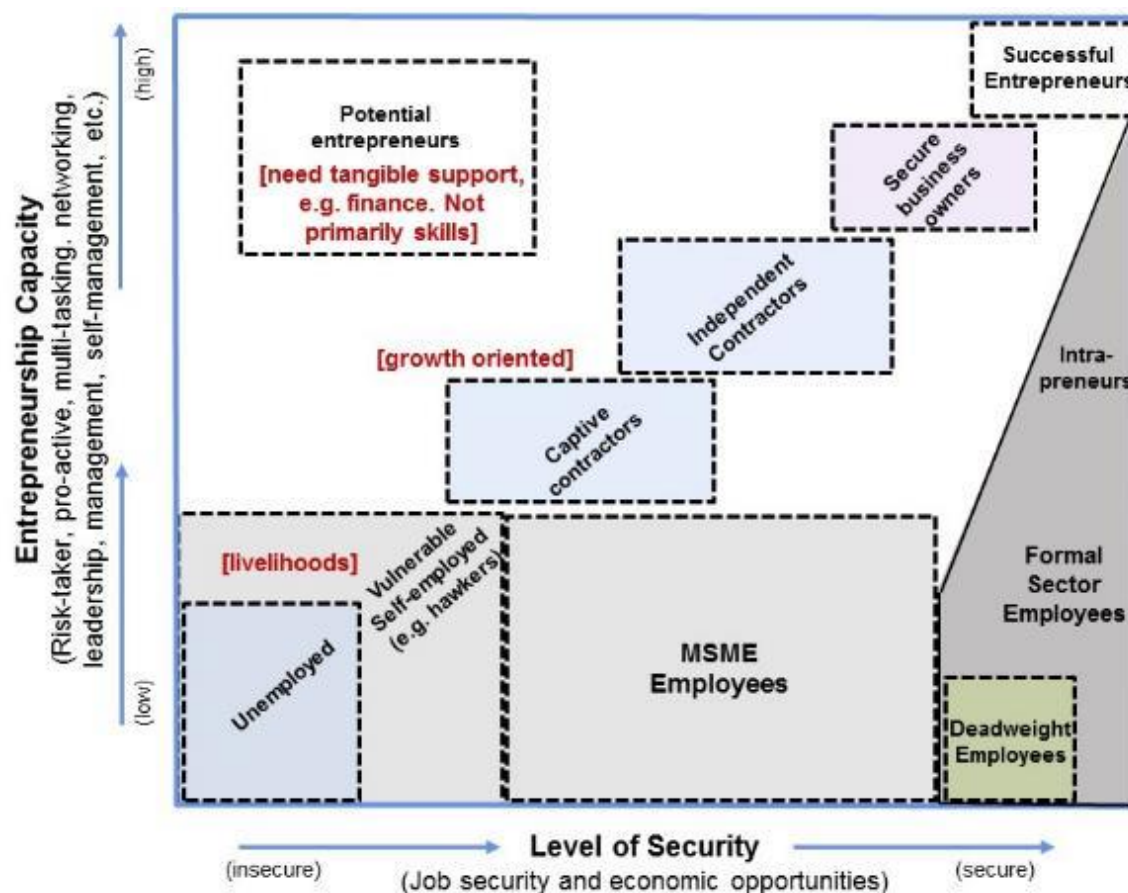 Entrepreneurship Capacity
(Risk-taker, pro-active, multi-tasking. networking,
leadership, management, self-management, etc.)
(high)
(low)
Potential
entrepreneurs
[need tangible support,
e.g. finance. Not
primarily skills]
Successful
Entrepreneurs
Secure
business
owners
Independent
Contractors
Intra-
preneurs
[growth oriented]
Captive
contractors
[livelihoods]
Vulnerable
Self-employed
(e.g. hawkers)
Unemployed
MSME
Employees
Formal
Sector
Employees
Deadweight
Employees
Level of Security
(insecure)
(secure)
(Job security and economic opportunities)